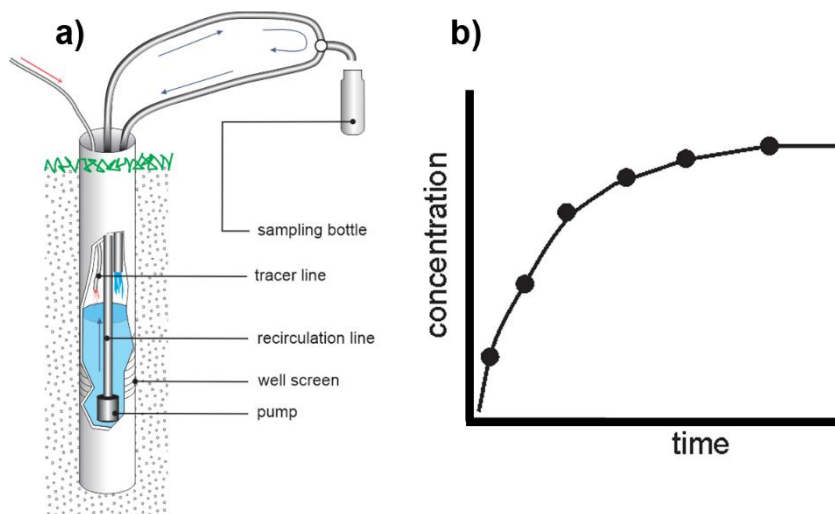 a)
sampling bottle
tracer line
recirculation line
well screen
pump
b)
concentration
time